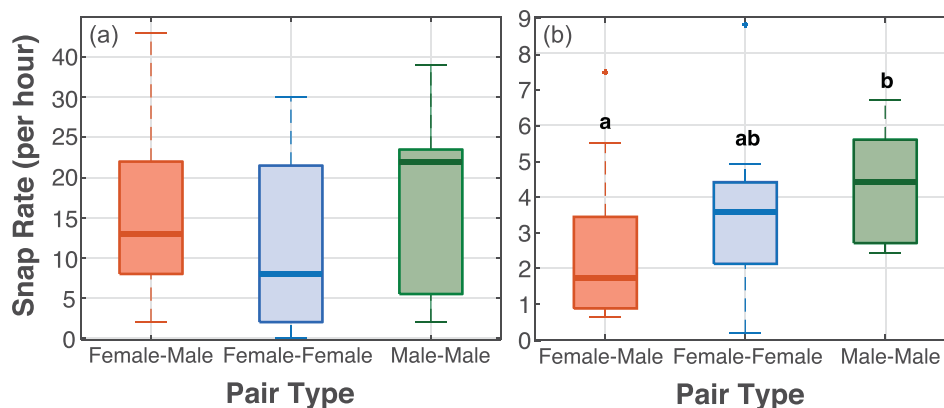 Snap Rate (per hour)
(a)
40
35
30
25
20
15
10
5
0
Female-Male Female-Female Male-Male
Pair Type
(b)
9
8
7
6
5
4
3
2
1
0
a
ab
b
Female-Male Female-Female Male-Male
Pair Type